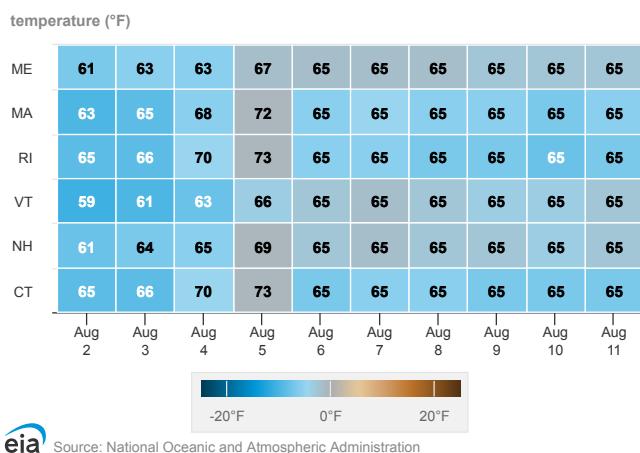 temperature (°F)
ME 61 63 63 67 65 65 65 65 65 65
MA 63 65 68 72 65 65 65 65 65 65
RI 65 66 70 73 65 65 65 65 65 65
VT 59 61 63 66 65 65 65 65 65 65
NH 61 64 65 69 65 65 65 65 65 65
CT 65 66 70 73 65 65 65 65 65 65
Aug Aug Aug Aug Aug Aug Aug Aug Aug Aug
2 3 4 5 6 7 8 9 10 11
-20°F 0°F 20°F
eia Source: National Oceanic and Atmospheric Administration